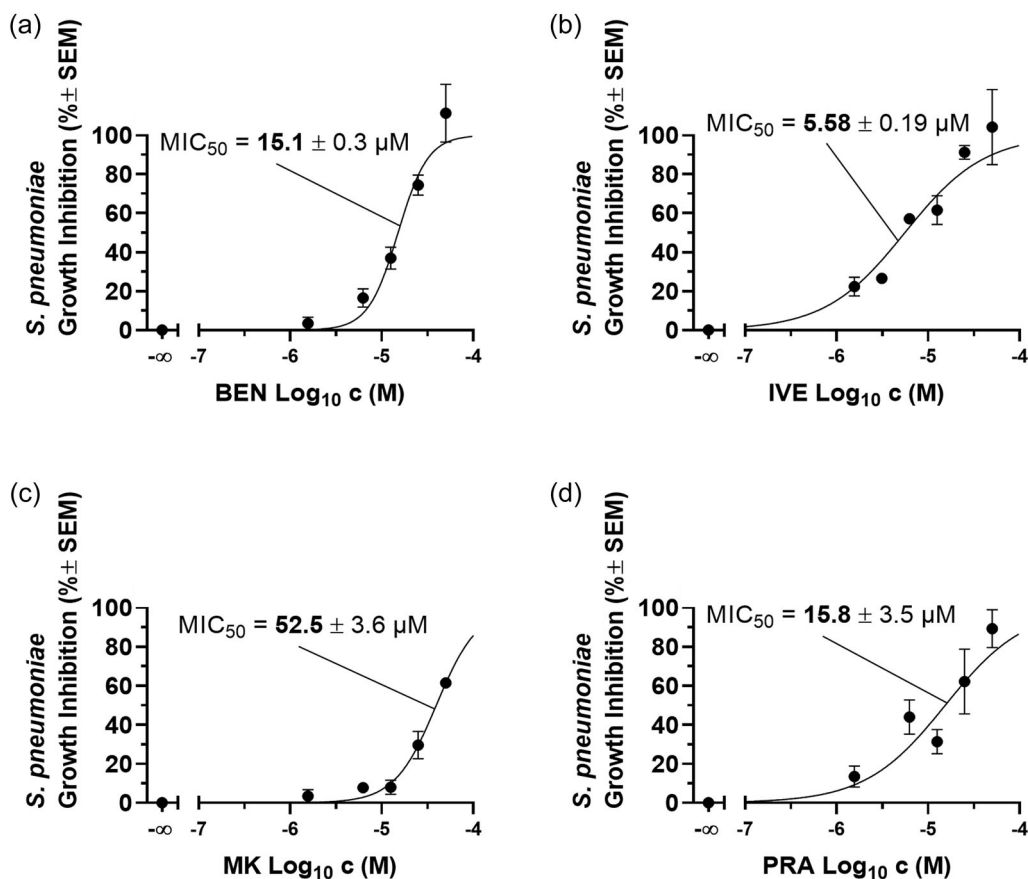 (a)
S. pneumoniae
Growth Inhibition (%± SEM)
100
80
60
40
20
0
MIC50 = 15.1 ± 0.3 µM
-∞
-7
-6
-5
-4
BEN Log10 c (M)
(b)
S. pneumoniae
Growth Inhibition (%± SEM)
100
80
60
40
20
0
MIC50 = 5.58 ± 0.19 µM
-∞
-7
-6
-5
-4
IVE Log10 c (M)
(c)
S. pneumoniae
Growth Inhibition (%± SEM)
100
80
60
40
20
0
MIC50 = 52.5 ± 3.6 µM
-∞
-7
-6
-5
-4
MK Log10 c (M)
(d)
S. pneumoniae
Growth Inhibition (%± SEM)
100
80
60
40
20
0
MIC50 = 15.8 ± 3.5 µM
-∞
-7
-6
-5
-4
PRA Log10 c (M)